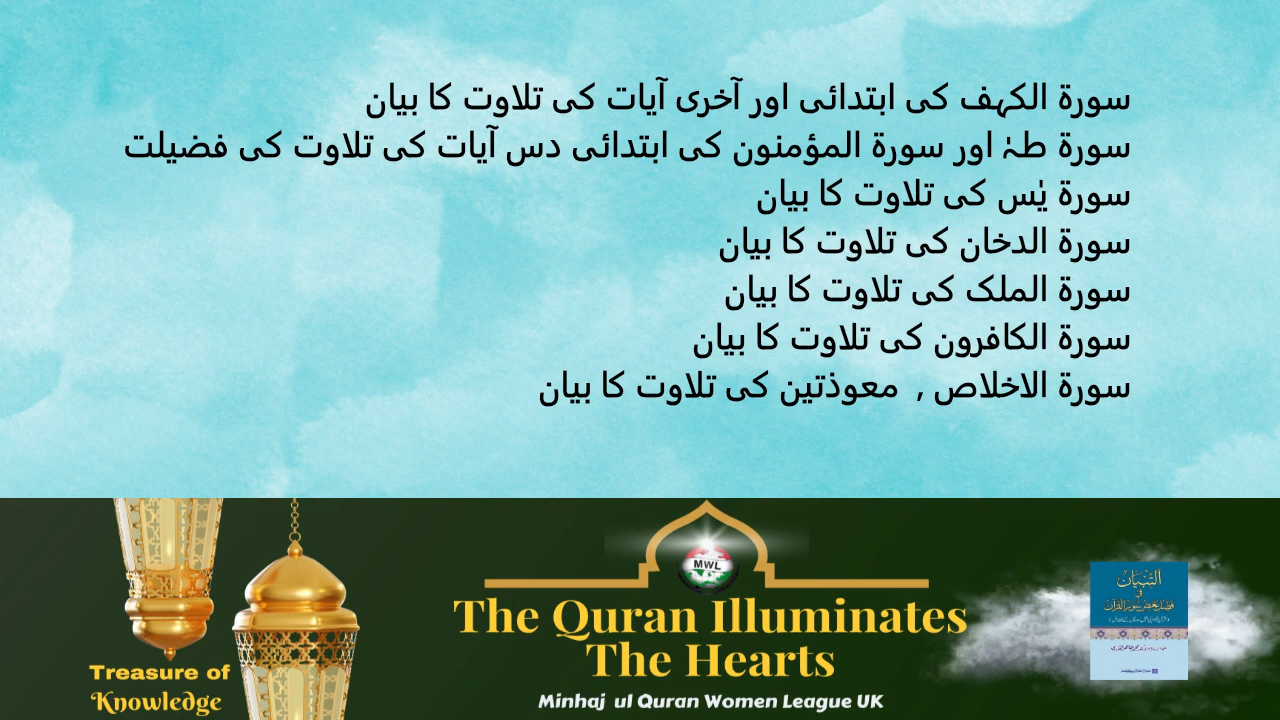 سورۃ الکہف کی ابتدائی اور آخری آیات کی تلاوت کا بیان
سورۃ طہٰ اور سورۃ المؤمنون کی ابتدائی دس آیات کی تلاوت کی فضیلت
سورۃ یٰس کی تلاوت کا بیان
سورۃ الدخان کی تلاوت کا بیان
سورۃ الملک کی تلاوت کا بیان
سورۃ الکافرون کی تلاوت کا بیان
سورۃ الاخلاص , معوذتین کی تلاوت کا بیان
MWL
The Quran Illuminates
The Hearts
Minhaj ul Quran Women League UK
Treasure of
Knowledge
التبيان
في